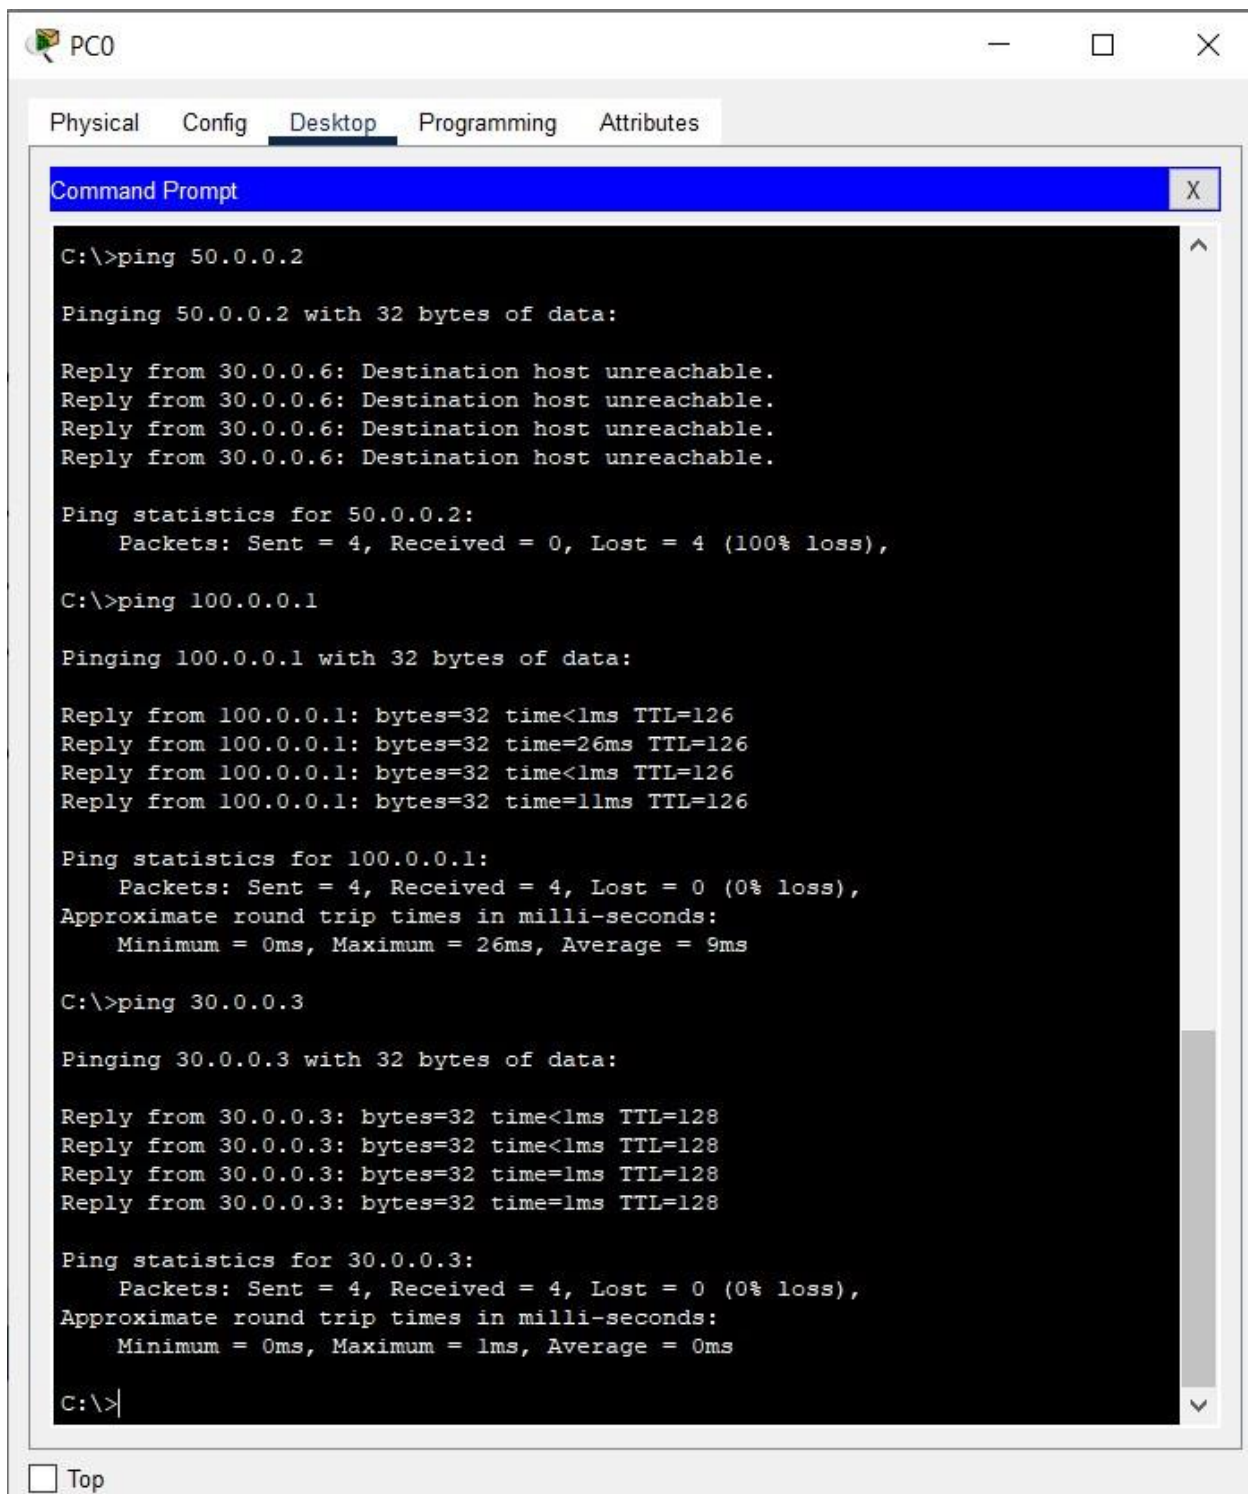 PC0
Physical Config Desktop Programming Attributes
Command Prompt X
C:\>ping 50.0.0.2
Pinging 50.0.0.2 with 32 bytes of data:
Reply from 30.0.0.6: Destination host unreachable.
Reply from 30.0.0.6: Destination host unreachable.
Reply from 30.0.0.6: Destination host unreachable.
Reply from 30.0.0.6: Destination host unreachable.
Ping statistics for 50.0.0.2:
    Packets: Sent = 4, Received = 0, Lost = 4 (100% loss),
C:\>ping 100.0.0.1
Pinging 100.0.0.1 with 32 bytes of data:
Reply from 100.0.0.1: bytes=32 time<1ms TTL=126
Reply from 100.0.0.1: bytes=32 time=26ms TTL=126
Reply from 100.0.0.1: bytes=32 time<1ms TTL=126
Reply from 100.0.0.1: bytes=32 time=11ms TTL=126
Ping statistics for 100.0.0.1:
    Packets: Sent = 4, Received = 4, Lost = 0 (0% loss),
Approximate round trip times in milli-seconds:
    Minimum = 0ms, Maximum = 26ms, Average = 9ms
C:\>ping 30.0.0.3
Pinging 30.0.0.3 with 32 bytes of data:
Reply from 30.0.0.3: bytes=32 time<1ms TTL=128
Reply from 30.0.0.3: bytes=32 time<1ms TTL=128
Reply from 30.0.0.3: bytes=32 time=1ms TTL=128
Reply from 30.0.0.3: bytes=32 time=1ms TTL=128
Ping statistics for 30.0.0.3:
    Packets: Sent = 4, Received = 4, Lost = 0 (0% loss),
Approximate round trip times in milli-seconds:
    Minimum = 0ms, Maximum = 1ms, Average = 0ms
C:\>
Top